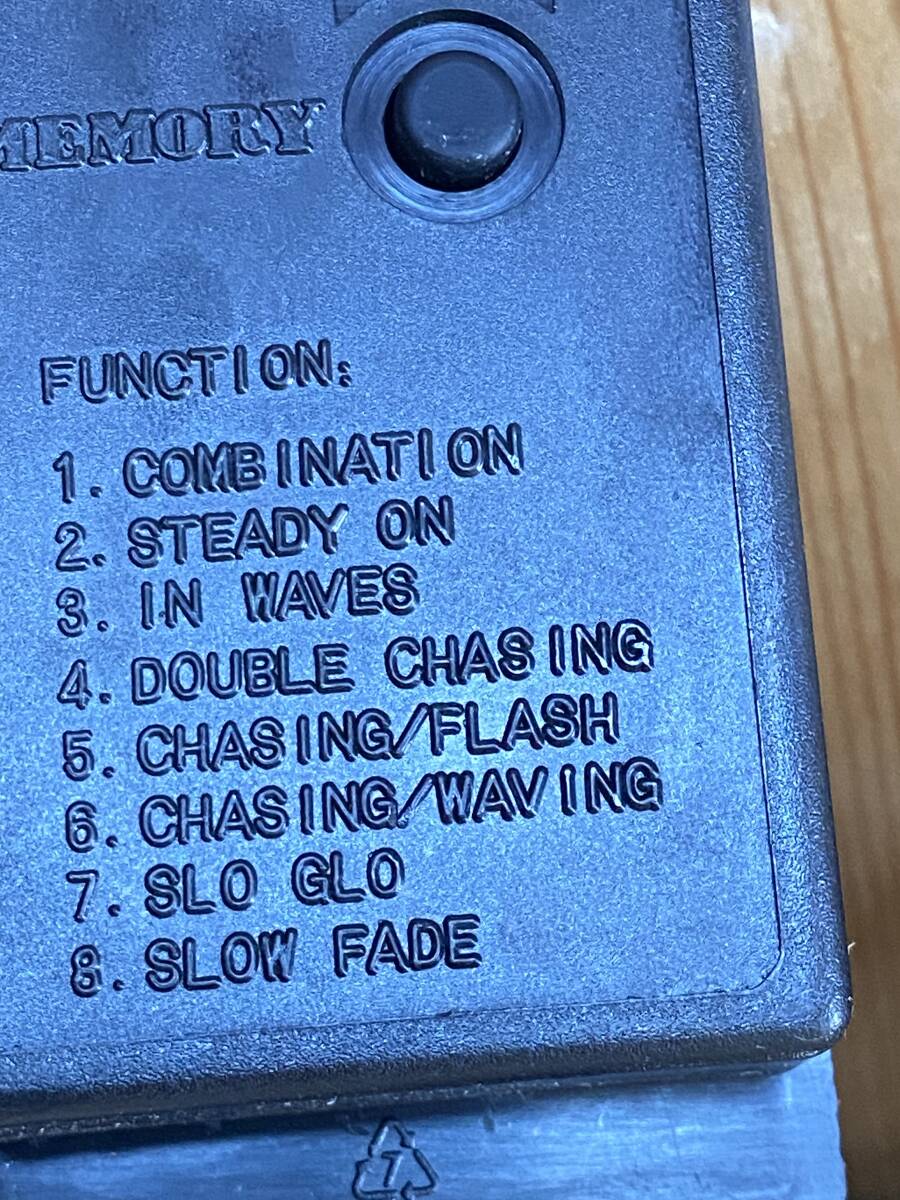 MEMORY
FUNCTION:
1. COMBINATION
2. STEADY ON
3. IN WAVES
4. DOUBLE CHASING
5. CHASING/FLASH
6. CHASING/WAVING
7. SLO GLO
8. SLOW FADE
7